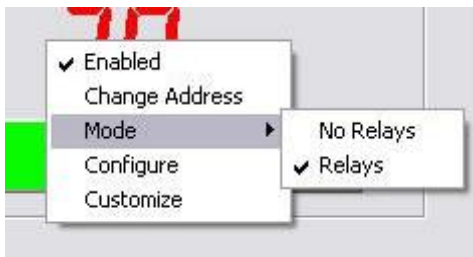 Enabled
Change Address
Mode
No Relays
Configure
Relays
Customize